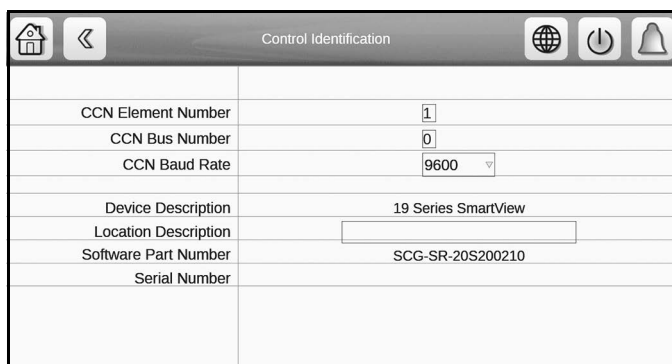 Control Identification
CCN Element Number 1
CCN Bus Number 0
CCN Baud Rate 9600
Device Description 19 Series SmartView
Location Description
Software Part Number SCG-SR-20S200210
Serial Number